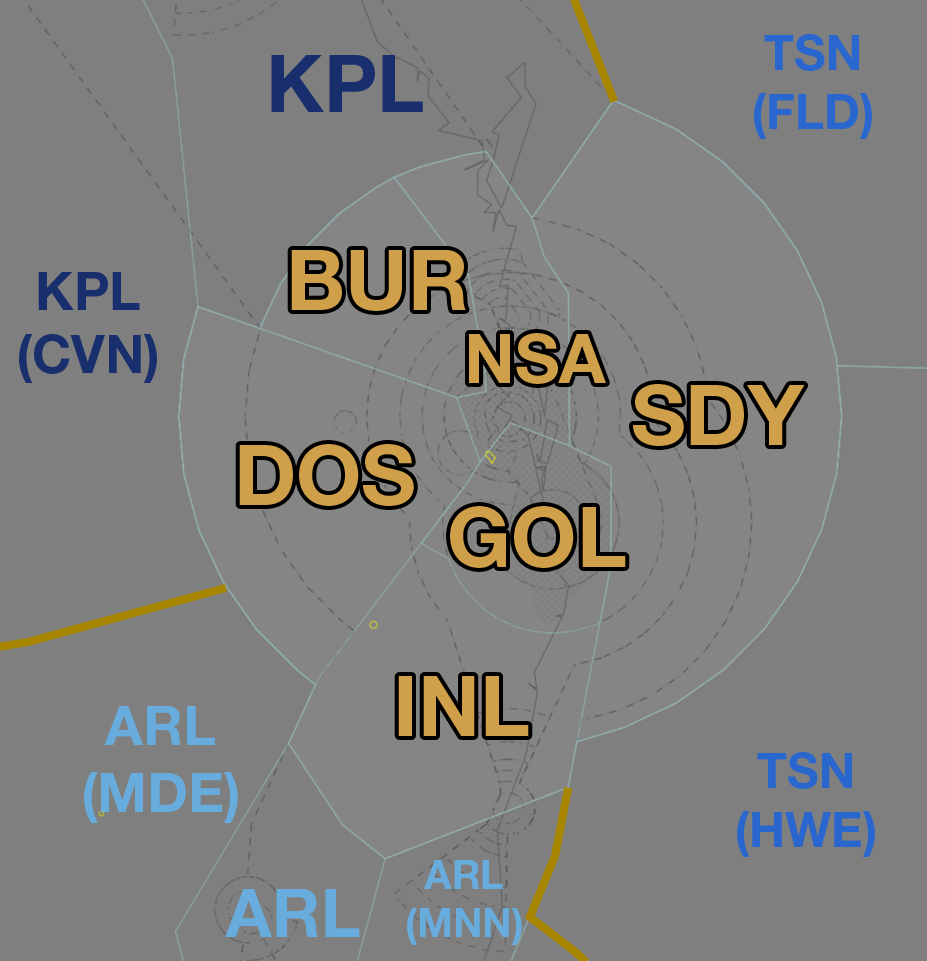 KPL
TSN
(FLD)
BUR
KPL
(CVN)
NSA
SDY
DOS
GOL
INL
ARL
(MDE)
TSN
(HWE)
ARL
ARL
(MNN)